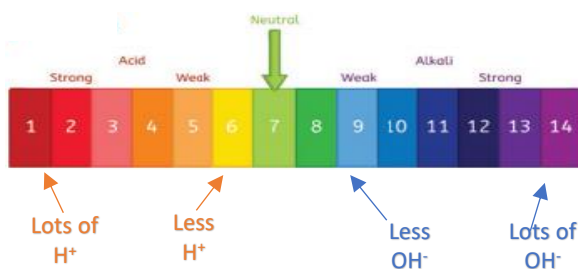 Neutral
Acid
Alkali
Strong
Weak
Weak
Strong
1 2 3 4 5 6 7 8 9 10 11 12 13 14
Lots of
H⁺
Less
H⁺
Less
OH⁻
Lots of
OH⁻